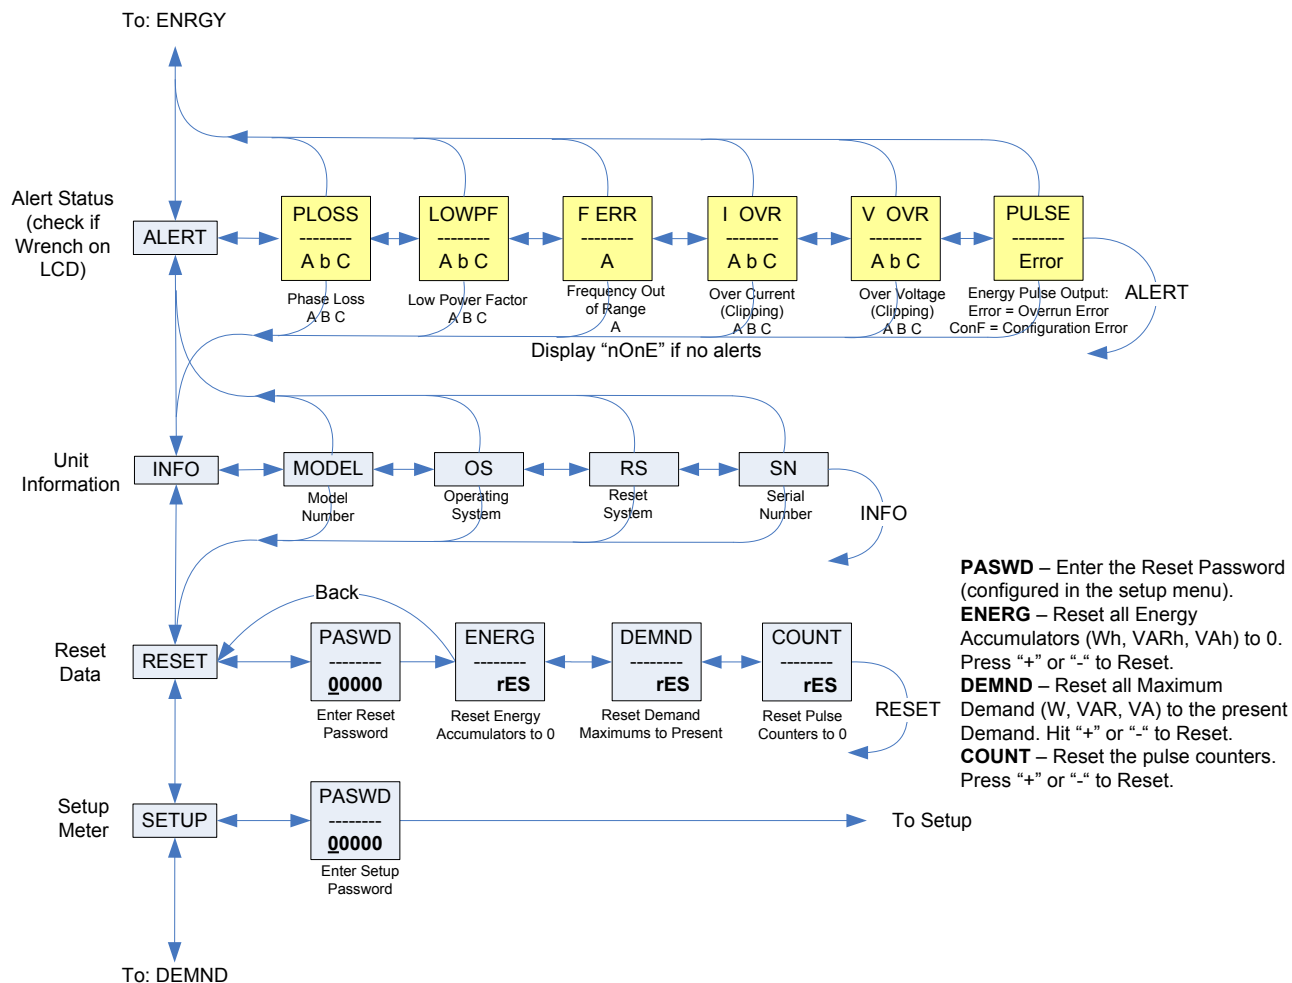 To: ENRGY
Alert Status
(check if
Wrench on
LCD)
ALERT
PLOSS
--------
A b C
Phase Loss
A B C
LOWPF
--------
A b C
Low Power Factor
A B C
F ERR
--------
A
Frequency Out
of Range
A
I OVR
--------
A b C
Over Current
(Clipping)
A B C
V OVR
--------
A b C
Over Voltage
(Clipping)
A B C
PULSE
--------
Error
Energy Pulse Output:
Error = Overrun Error
ConF = Configuration Error
ALERT
Display “nOnE” if no alerts
Unit
Information
INFO
MODEL
Model
Number
OS
Operating
System
RS
Reset
System
SN
Serial
Number
INFO
Reset
Data
RESET
Back
PASWD
--------
00000
Enter Reset
Password
ENERG
--------
rES
Reset Energy
Accumulators to 0
DEMND
--------
rES
Reset Demand
Maximums to Present
COUNT
--------
rES
Reset Pulse
Counters to 0
RESET
PASWD – Enter the Reset Password
(configured in the setup menu).
ENERG – Reset all Energy
Accumulators (Wh, VARh, VAh) to 0.
Press “+” or “-“ to Reset.
DEMND – Reset all Maximum
Demand (W, VAR, VA) to the present
Demand. Hit “+” or “-“ to Reset.
COUNT – Reset the pulse counters.
Press “+” or “-“ to Reset.
Setup
Meter
SETUP
PASWD
--------
00000
Enter Setup
Password
To Setup
To: DEMND